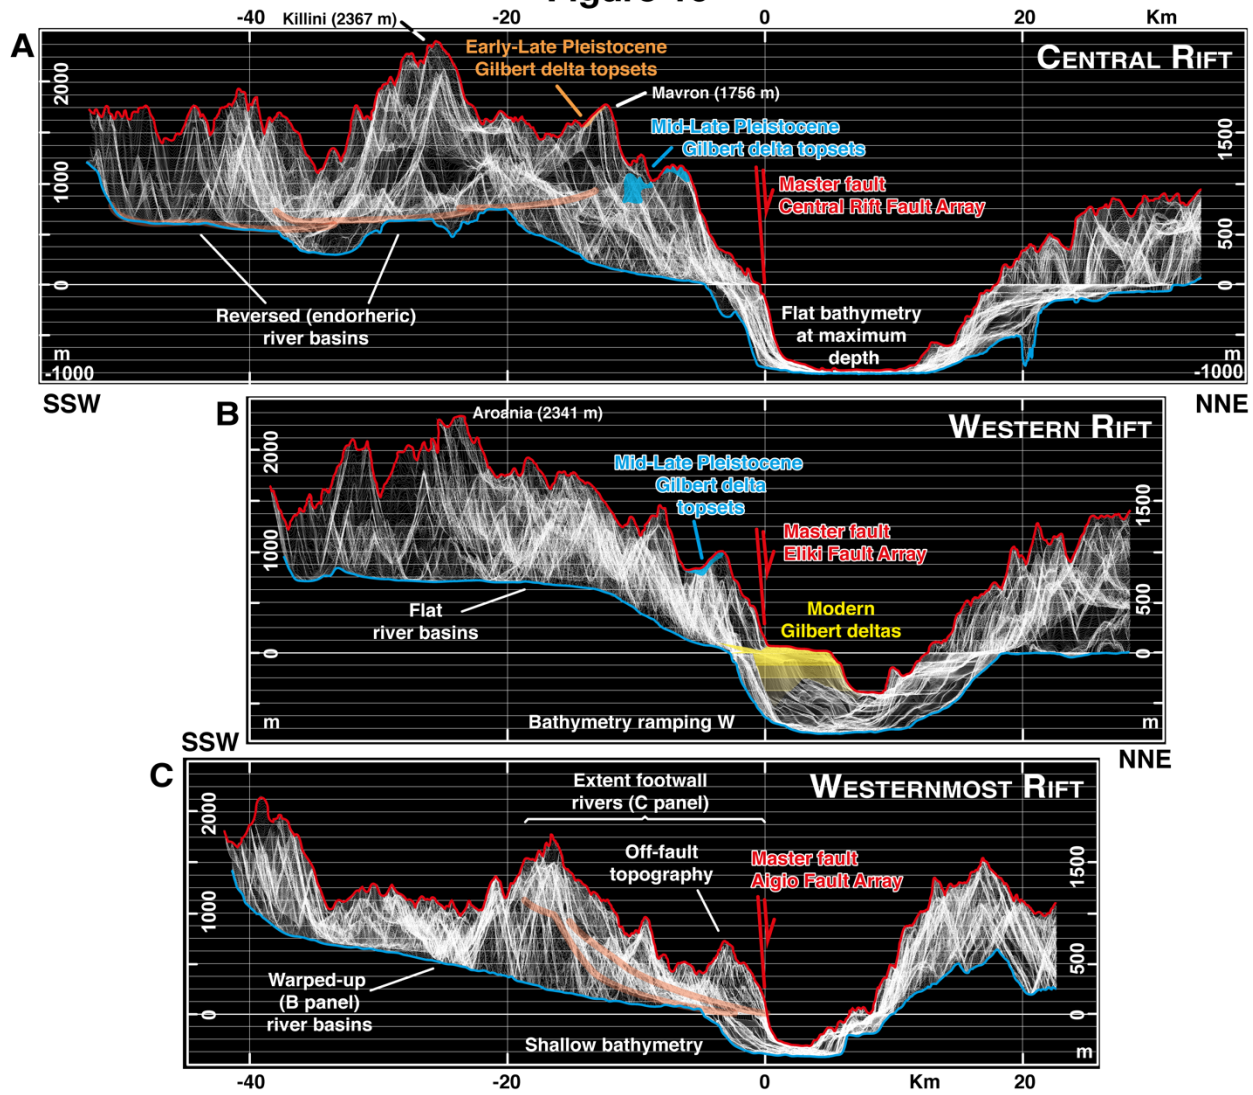 Figure 10
-40
-20
0
20
Km
A
Killini (2367 m)
CENTRAL RIFT
Early-Late Pleistocene
Gilbert delta topsets
Mavron (1756 m)
Mid-Late Pleistocene
Gilbert delta topsets
Master fault
Central Rift Fault Array
2000
1000
0
m
-1000
1500
500
0
m
-1000
Reversed (endorheic)
river basins
Flat bathymetry
at maximum
depth
SSW
NNE
B
Aroania (2341 m)
WESTERN RIFT
Mid-Late Pleistocene
Gilbert delta
topsets
Master fault
Eliki Fault Array
Modern
Gilbert deltas
2000
1000
0
m
1500
500
0
m
Flat
river basins
Bathymetry ramping W
SSW
NNE
C
WESTERNMOST RIFT
Extent footwall
rivers (C panel)
Off-fault
topography
Master fault
Aigio Fault Array
2000
1000
0
1500
500
0
m
Warped-up
(B panel)
river basins
Shallow bathymetry
-40
-20
0
Km
20